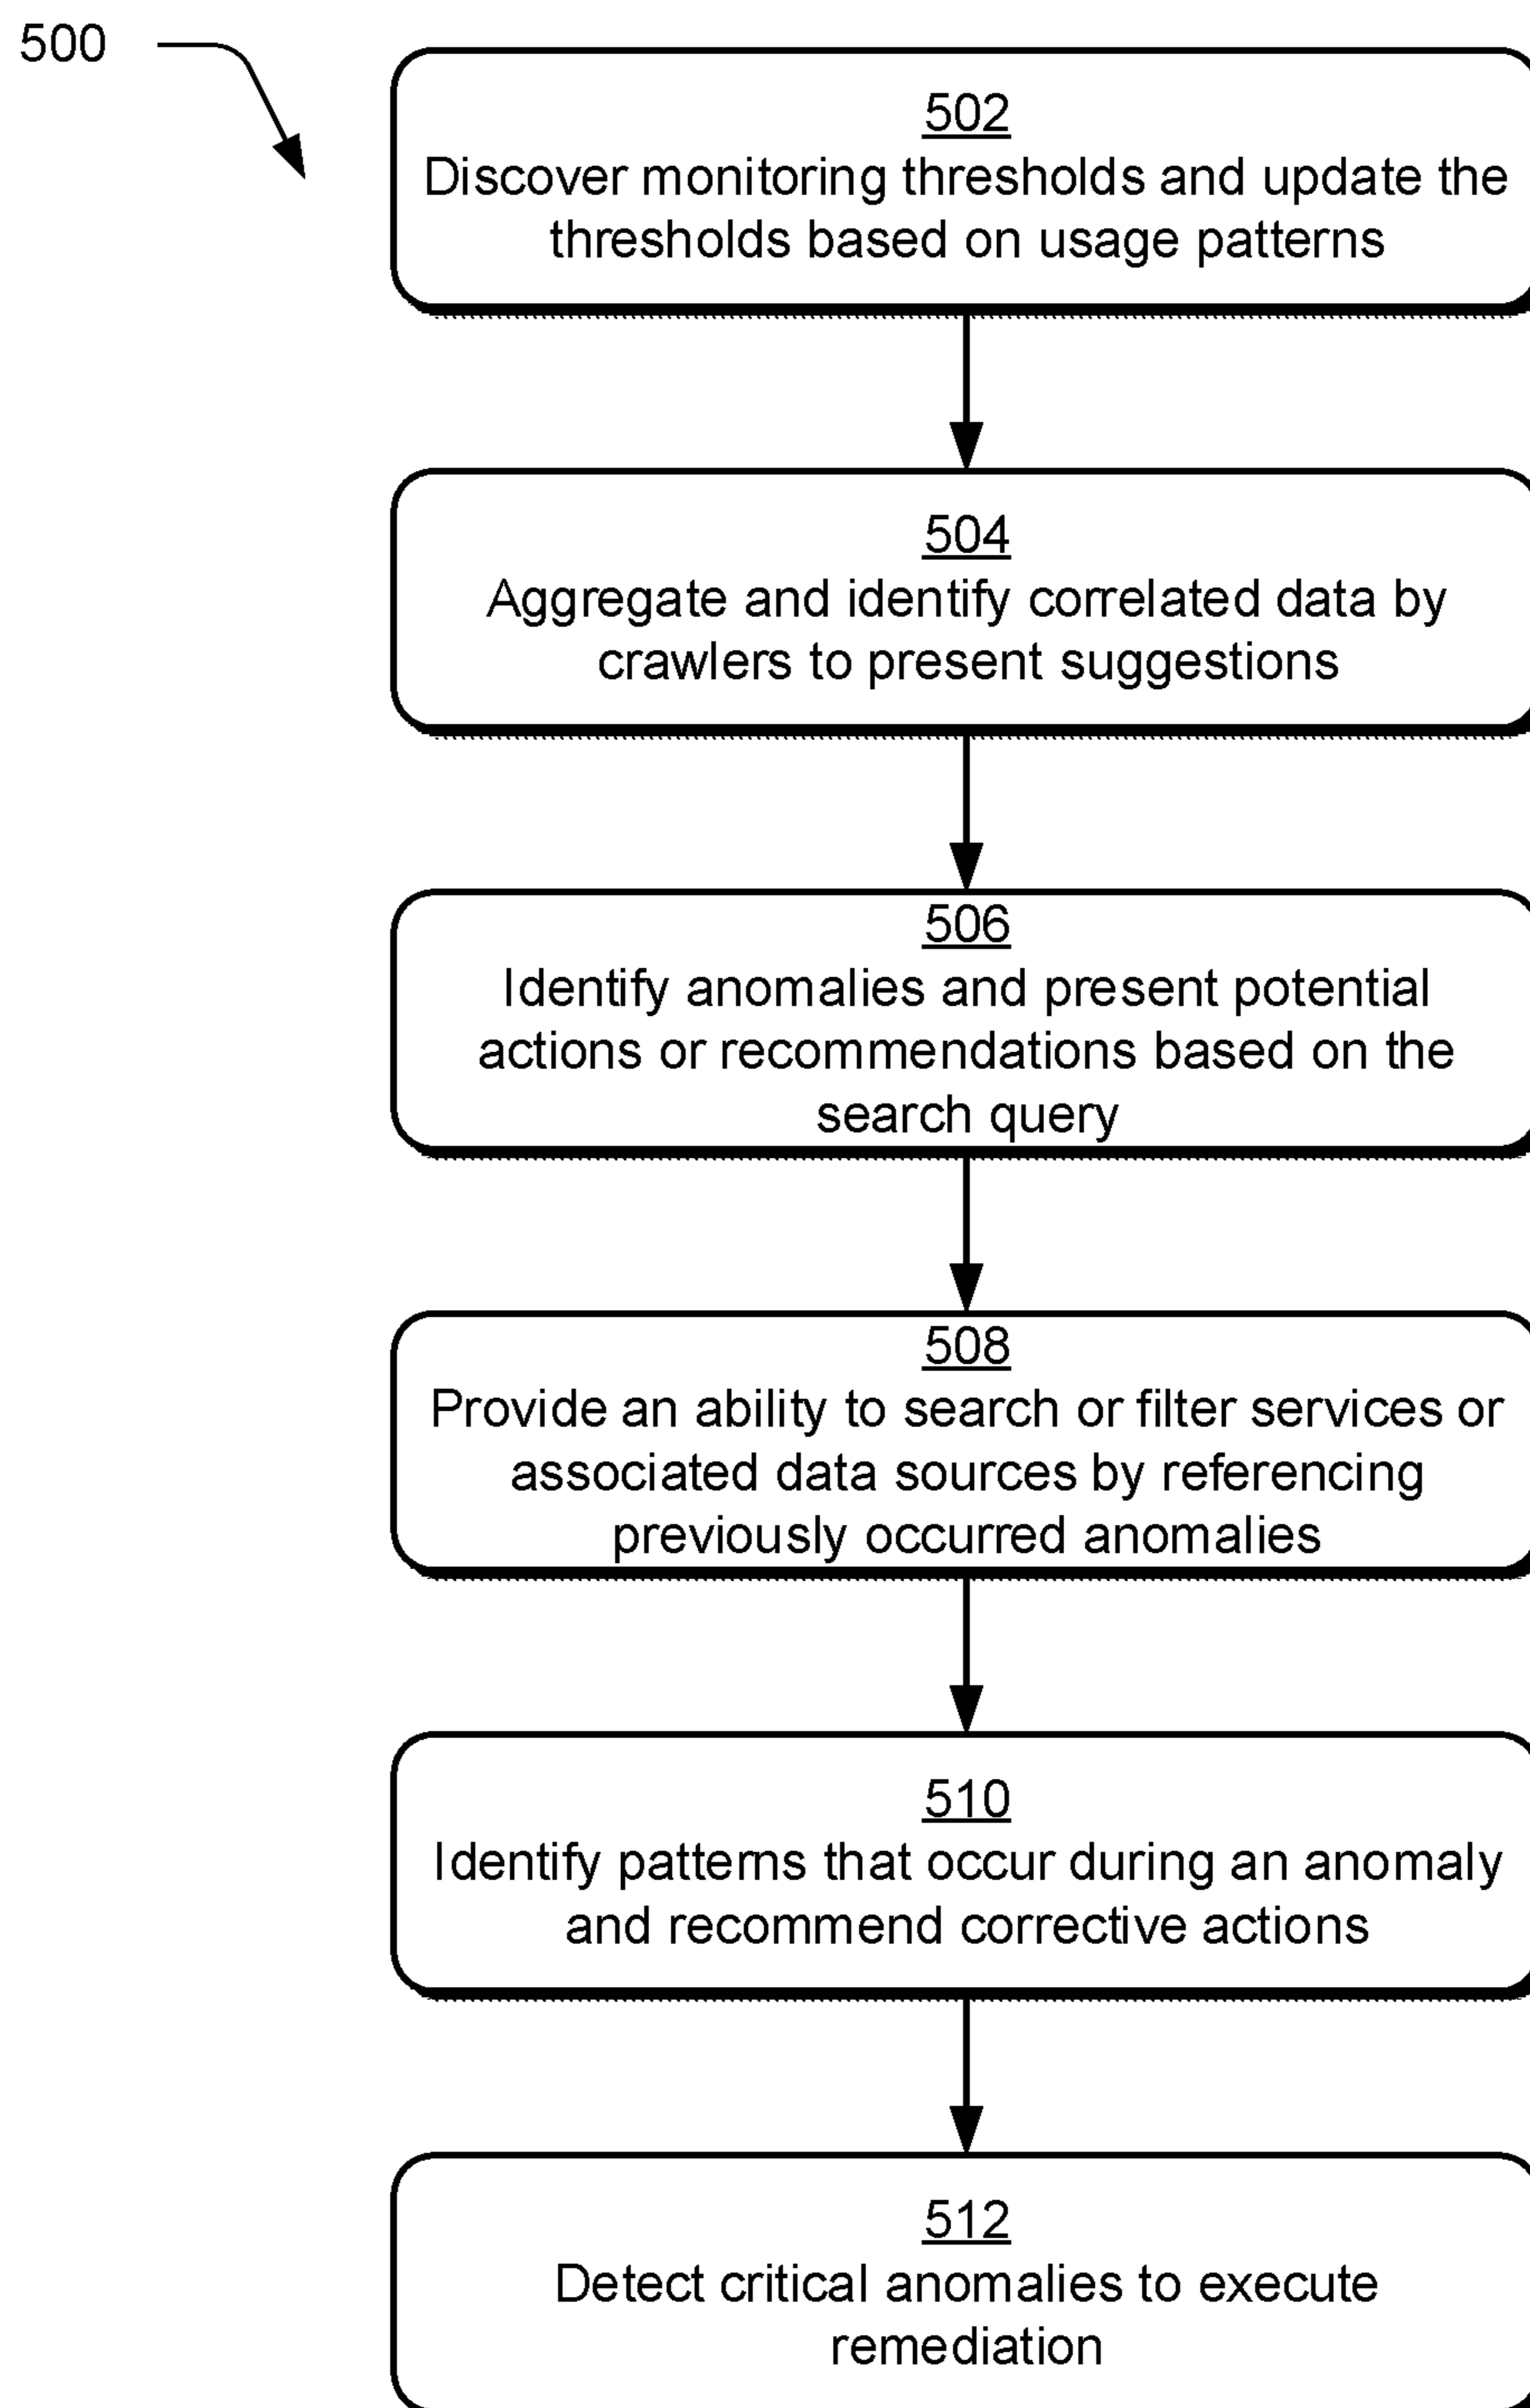 500
502
Discover monitoring thresholds and update the
thresholds based on usage patterns
504
Aggregate and identify correlated data by
crawlers to present suggestions
506
Identify anomalies and present potential
actions or recommendations based on the
search query
508
Provide an ability to search or filter services or
associated data sources by referencing
previously occurred anomalies
510
Identify patterns that occur during an anomaly
and recommend corrective actions
512
Detect critical anomalies to execute
remediation